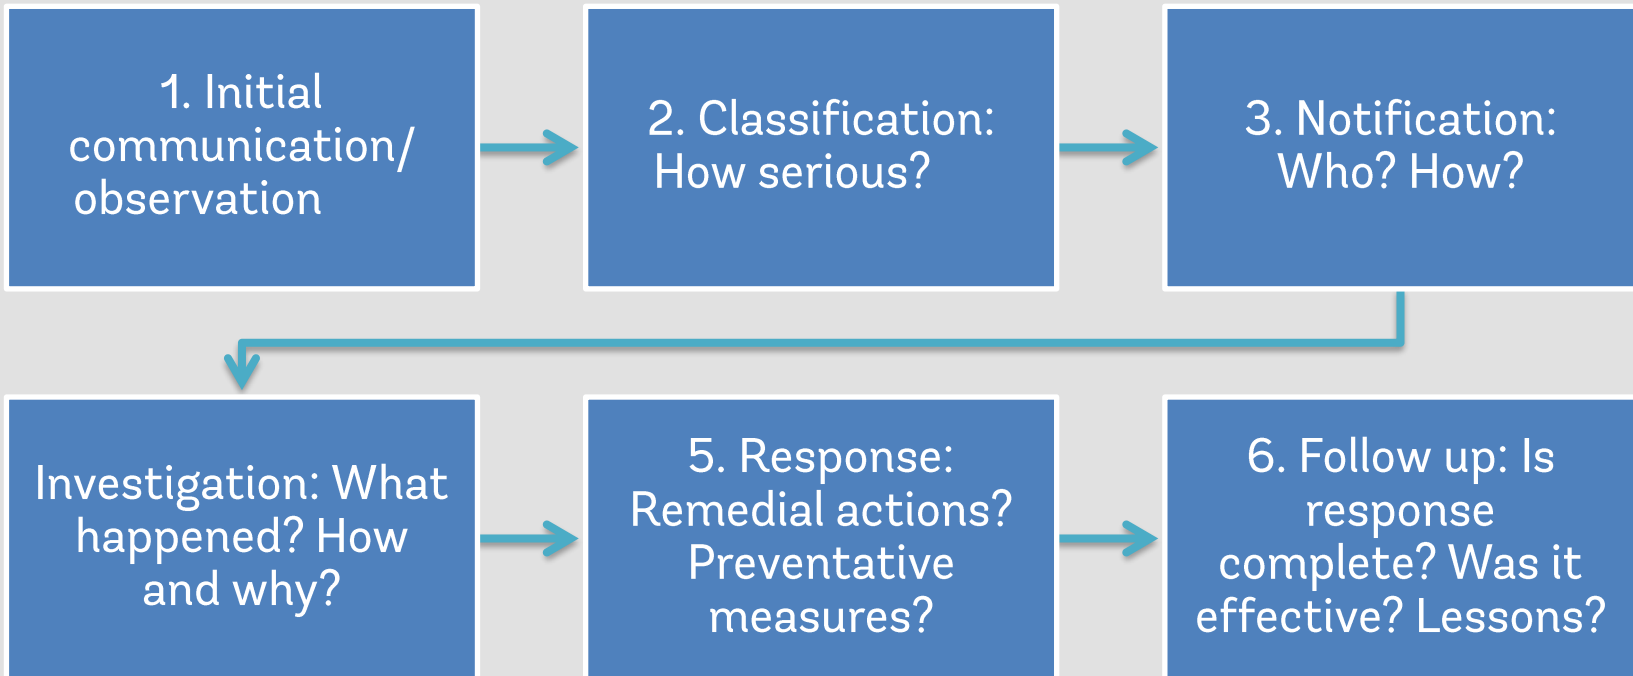 1. Initial
communication/
observation
2. Classification:
How serious?
3. Notification:
Who? How?
Investigation: What
happened? How
and why?
5. Response:
Remedial actions?
Preventative
measures?
6. Follow up: Is
response
complete? Was it
effective? Lessons?